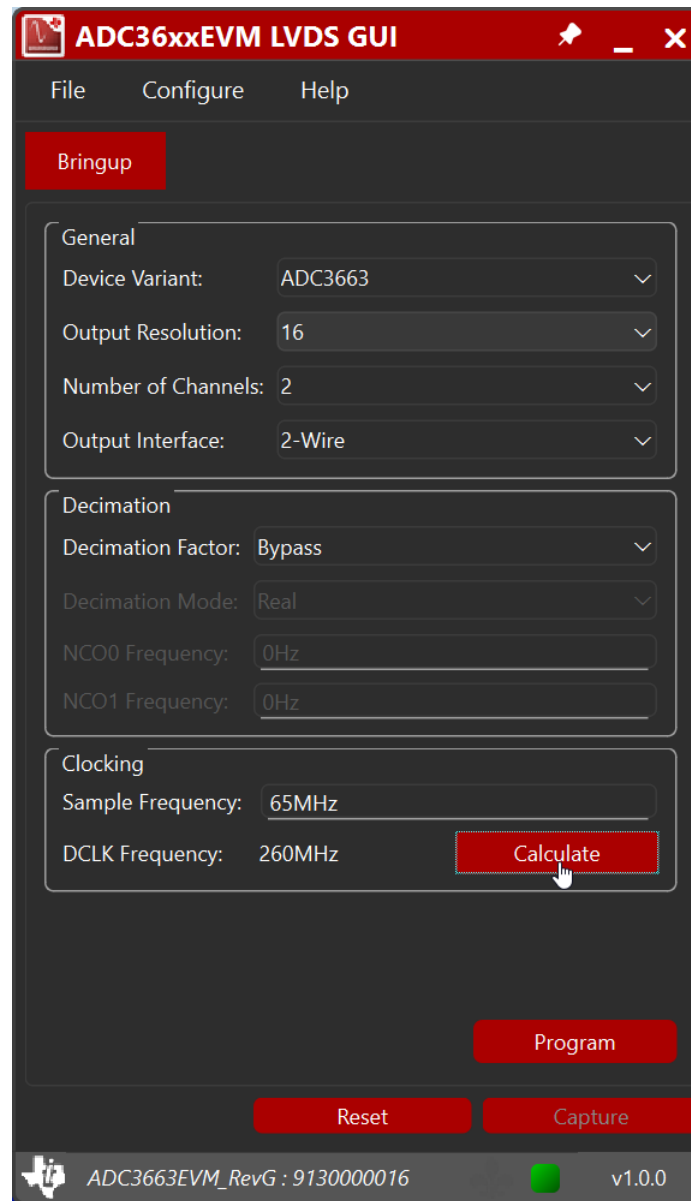 ADC36xxEVM LVDS GUI
File Configure Help
Bringup
General
Device Variant: ADC3663
Output Resolution: 16
Number of Channels: 2
Output Interface: 2-Wire
Decimation
Decimation Factor: Bypass
Decimation Mode: Real
NCO0 Frequency: 0Hz
NCO1 Frequency: 0Hz
Clocking
Sample Frequency: 65MHz
DCLK Frequency: 260MHz Calculate
Program
Reset Capture
ADC3663EVM_RevG : 9130000016 v1.0.0